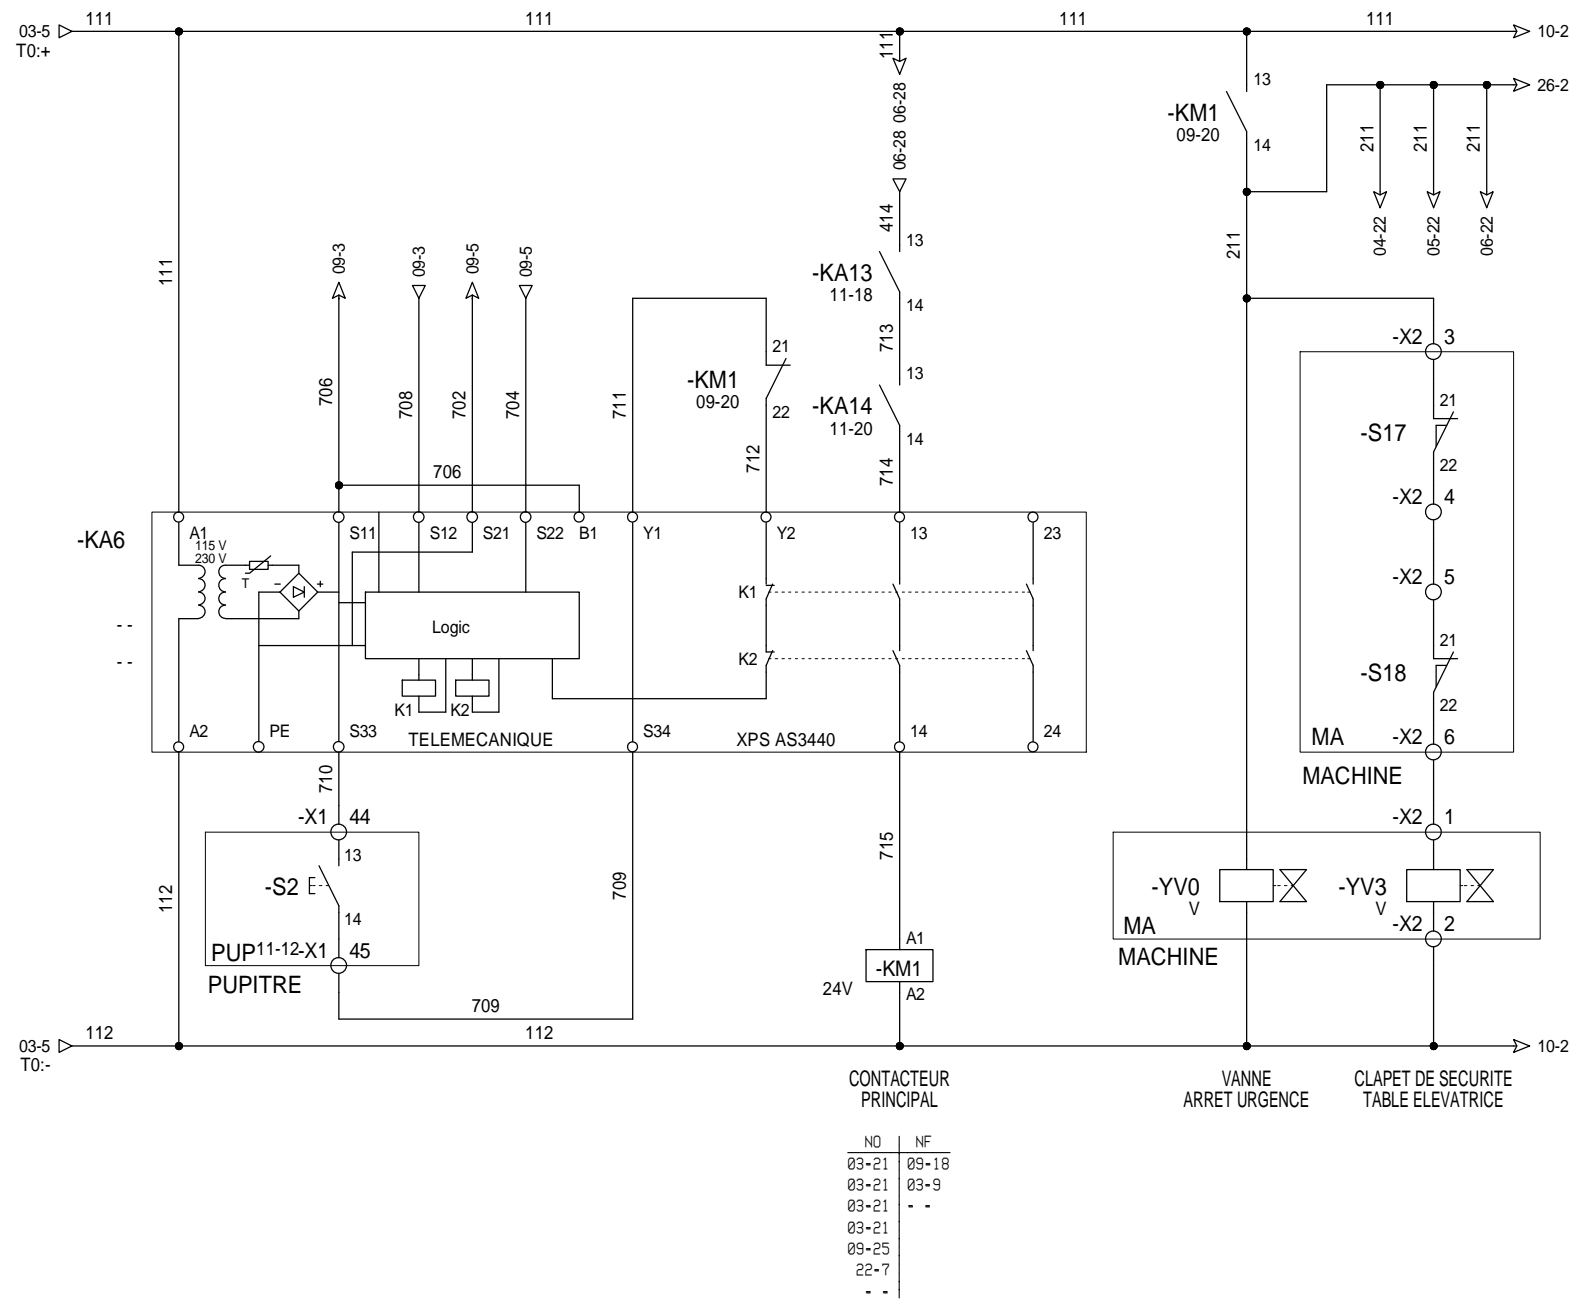 111 111 111 111
03-5 10-2
T0:+
111
06-28
06-28
414
13
-KM1
09-20
14
26-2
211 211 211
04-22 05-22 06-22
211
111
09-3 09-3 09-5 09-5
706 708 702 704 711
706
21
-KM1
09-20
22
712
13
-KA13
11-18
14
713
13
-KA14
11-20
14
714
-X2 3
21
-S17
22
-X2 4
-X2 5
21
-S18
22
MA -X2 6
MACHINE
-KA6
- -
- -
A1 S11 S12 S21 S22 B1 Y1 Y2 13 23
115 V
230 V
T
- +
Logic
K1
K2
K1 K2
A2 PE S33 TELEMECANIQUE S34 XPS AS3440 14 24
710
-X1 44
13
-S2
14
PUP 11-12 -X1 45
PUPITRE
112
709
709
715
A1
-KM1
24V
A2
-X2 1
-YV0
V
-YV3
V
MA -X2 2
MACHINE
112 112
03-5 10-2
T0:-
CONTACTEUR
PRINCIPAL
VANNE
ARRET URGENCE
CLAPET DE SECURITE
TABLE ELEVATRICE
NO NF
03-21 09-18
03-21 03-9
03-21 - -
03-21
09-25
22-7
- -